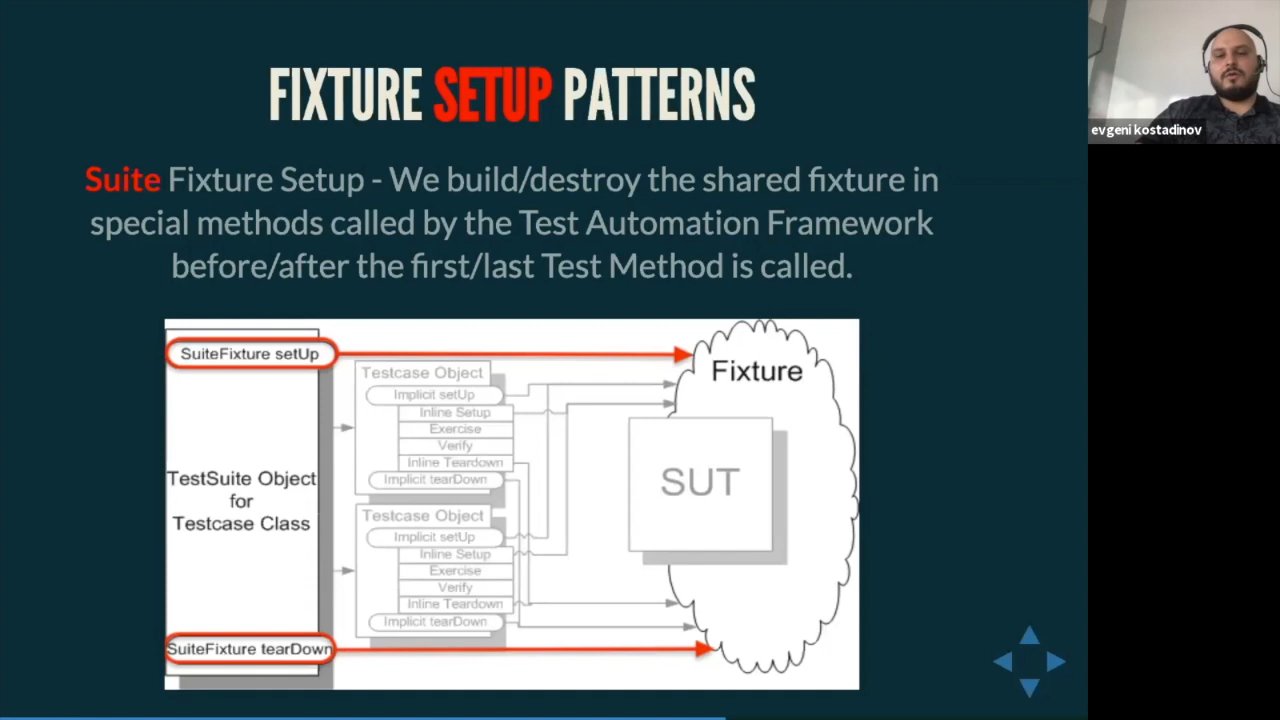 FIXTURE SETUP PATTERNS
evgeni kostadinov
Suite Fixture Setup - We build/destroy the shared fixture in
special methods called by the Test Automation Framework
before/after the first/last Test Method is called.
SuiteFixture setUp
Fixture
Testcase Object
Implicit setUp
Inline Setup
Exercise
Verify
Inline Teardown
Implicit tearDown
TestSuite Object
for
Testcase Class
SUT
Testcase Object
Implicit setUp
Inline Setup
Exercise
Verify
Inline Teardown
Implicit tearDown
SuiteFixture tearDown